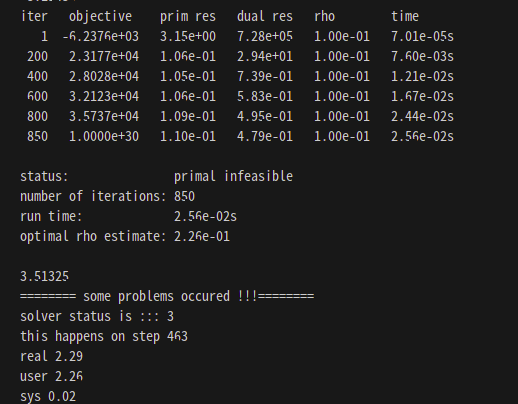 iter objective prim res dual res rho time
1 -6.2376e+03 3.15e+00 7.28e+05 1.00e-01 7.01e-05s
200 2.3177e+04 1.06e-01 2.94e+01 1.00e-01 7.60e-03s
400 2.8028e+04 1.05e-01 7.39e-01 1.00e-01 1.21e-02s
600 3.2123e+04 1.06e-01 5.83e-01 1.00e-01 1.67e-02s
800 3.5737e+04 1.09e-01 4.95e-01 1.00e-01 2.44e-02s
850 1.0000e+30 1.10e-01 4.79e-01 1.00e-01 2.56e-02s
status: primal infeasible
number of iterations: 850
run time: 2.56e-02s
optimal rho estimate: 2.26e-01
3.51325
======== some problems occured !!!========
solver status is ::: 3
this happens on step 463
real 2.29
user 2.26
sys 0.02